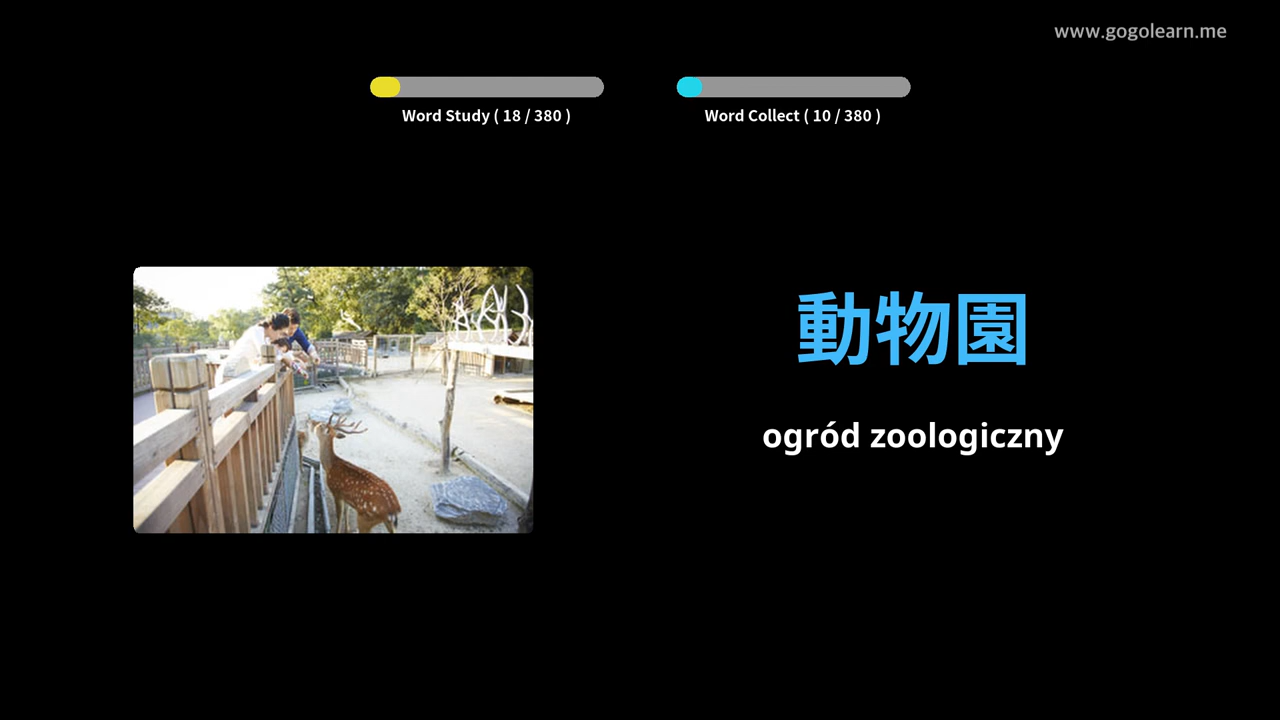 www.gogolearn.me
Word Study ( 18 / 380 )
Word Collect ( 10 / 380 )
動物園
ogród zoologiczny